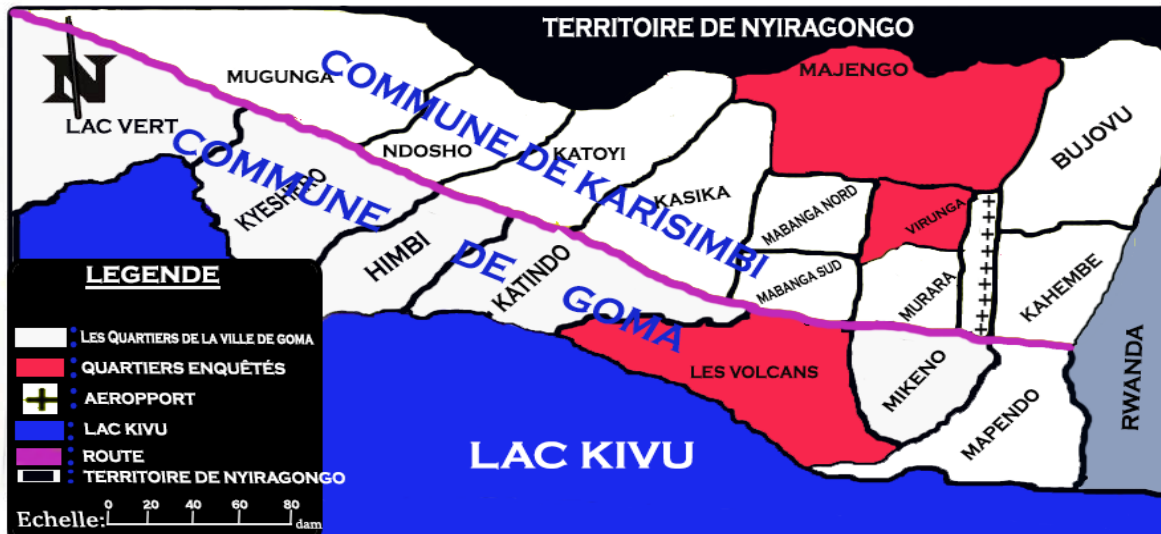 TERRITOIRE DE NYIRAGONGO
MAJENGO
N
MUGUNGA
COMMUNE DE KARISIMBI
LAC VERT
BUJOVU
NDOSHO
KATOYI
COMMUNE DE GOMA
KYESHERO
KASIKA
MABANGA NORD
VIRUNGA
HIMBI
KATINDO
MABANGA SUD
MURARA
KAHEMBE
LES VOLCANS
MIKENO
RWANDA
MAPENDO
LAC KIVU
LEGENDE
LES QUARTIERS DE LA VILLE DE GOMA
QUARTIERS ENQUÊTÉS
AEROPPORT
LAC KIVU
ROUTE
TERRITOIRE DE NYIRAGONGO
Echelle: 0 20 40 60 80 dam